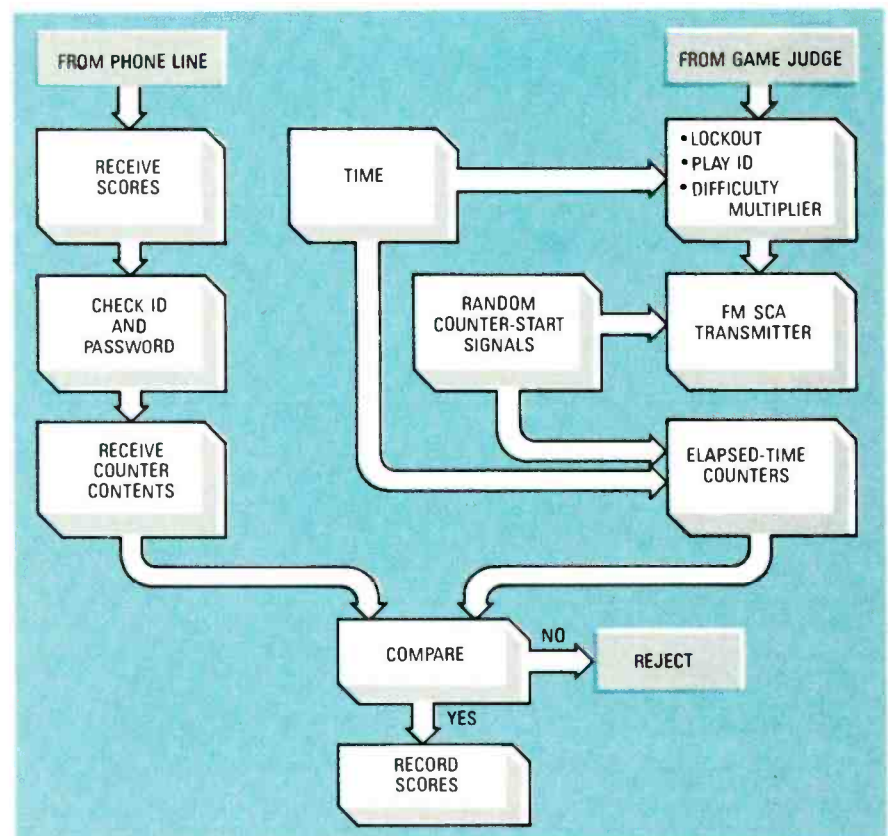 FROM PHONE LINE
FROM GAME JUDGE
RECEIVE
SCORES
TIME
• LOCKOUT
• PLAY ID
• DIFFICULTY
MULTIPLIER
CHECK ID
AND
PASSWORD
RANDOM
COUNTER-START
SIGNALS
FM SCA
TRANSMITTER
RECEIVE
COUNTER
CONTENTS
ELAPSED-TIME
COUNTERS
COMPARE
NO
REJECT
YES
RECORD
SCORES